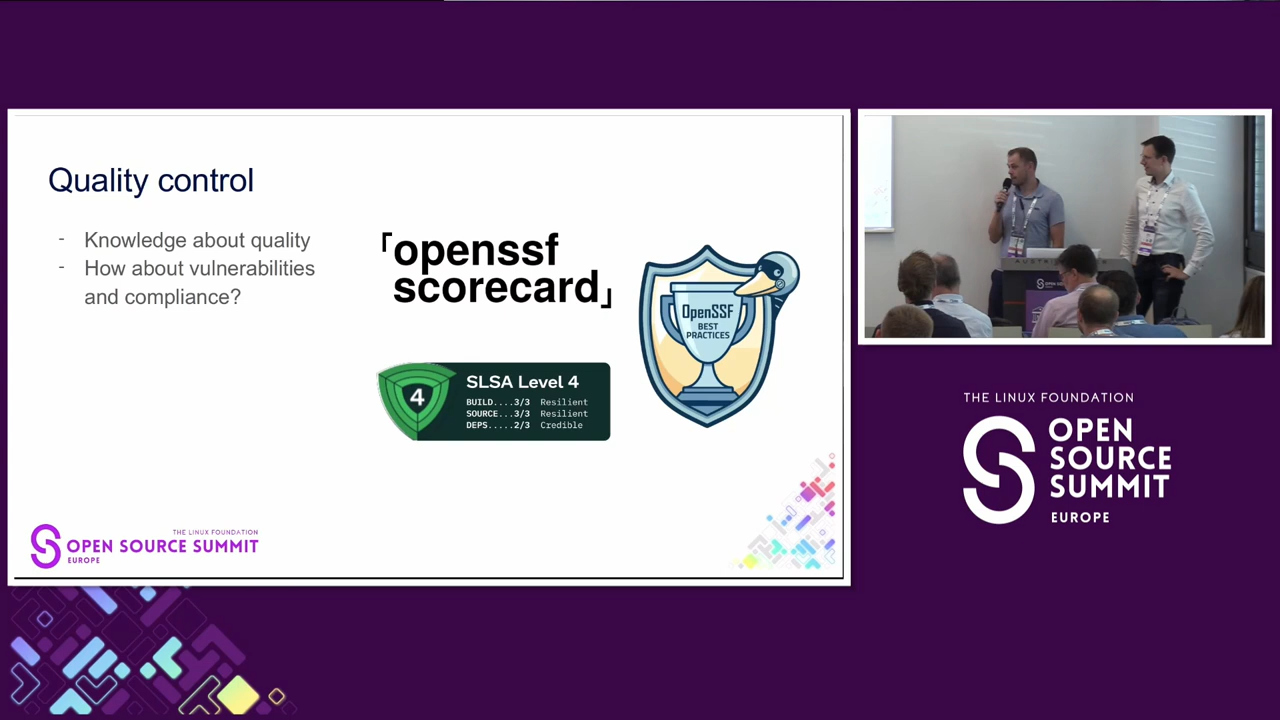 Quality control
- Knowledge about quality
- How about vulnerabilities
and compliance?
「openssf
scorecard」
OpenSSF
BEST
PRACTICES
4
SLSA Level 4
BUILD....3/3 Resilient
SOURCE...3/3 Resilient
DEPS.....2/3 Credible
THE LINUX FOUNDATION
OPEN SOURCE SUMMIT
EUROPE
THE LINUX FOUNDATION
OPEN
SOURCE
SUMMIT
EUROPE